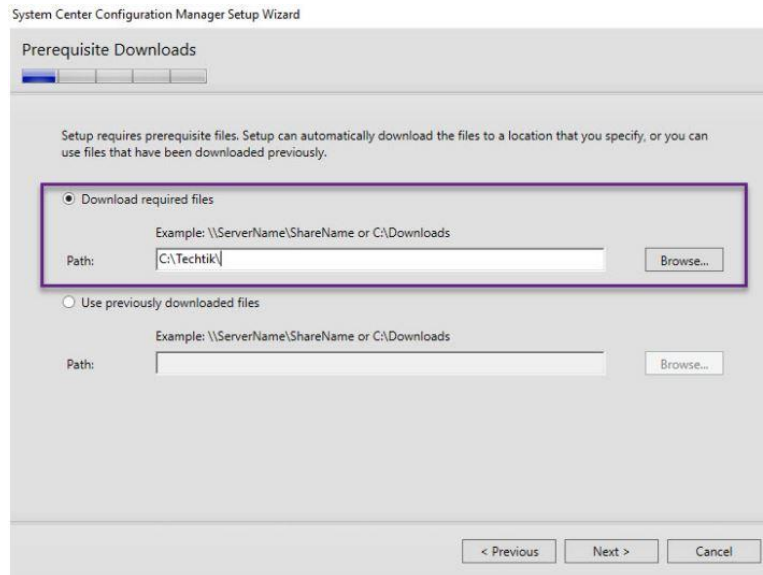 System Center Configuration Manager Setup Wizard
Prerequisite Downloads
Setup requires prerequisite files. Setup can automatically download the files to a location that you specify, or you can
use files that have been downloaded previously.
Download required files
Example: \\ServerName\ShareName or C:\Downloads
Path: C:\Techtik\ Browse...
Use previously downloaded files
Example: \\ServerName\ShareName or C:\Downloads
Path: Browse...
< Previous Next > Cancel